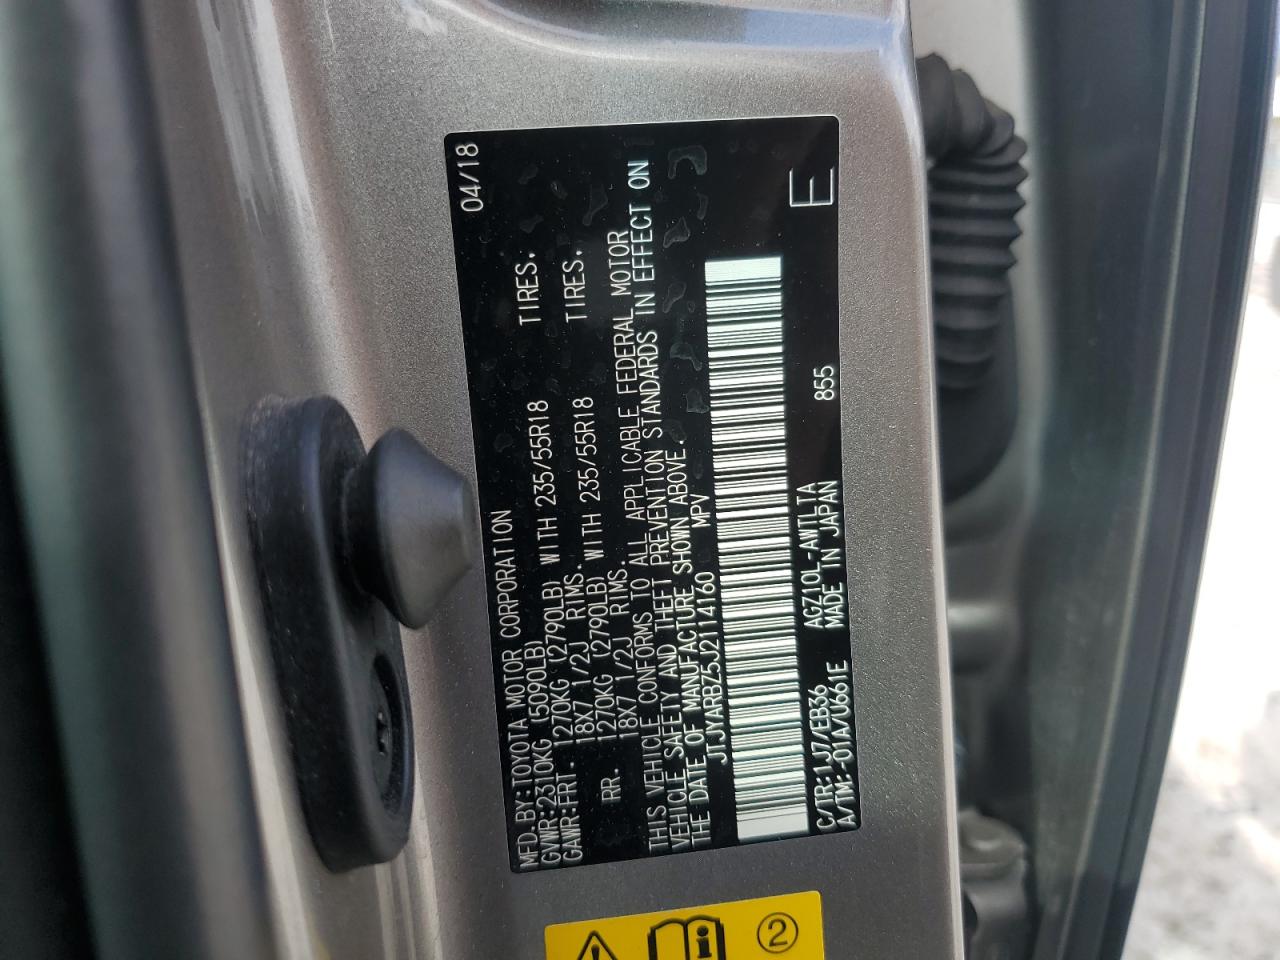 MFD. BY:TOYOTA MOTOR CORPORATION 04/18
GVWR:2310KG (5090LB)
GAWR:FRT. 1270KG (2790LB) WITH 235/55R18 TIRES.
18X7 1/2J RIMS.
RR. 1270KG (2790LB) WITH 235/55R18 TIRES.
18X7 1/2J RIMS.
THIS VEHICLE CONFORMS TO ALL APPLICABLE FEDERAL MOTOR
VEHICLE SAFETY AND THEFT PREVENTION STANDARDS IN EFFECT ON
THE DATE OF MANUFACTURE SHOWN ABOVE.
JTJYARBZ5J2114160 MPV
C/TR:1J7/EB36 AGZ10L-AWTLTA
A/TM:-01A/U661E MADE IN JAPAN 855
E
2